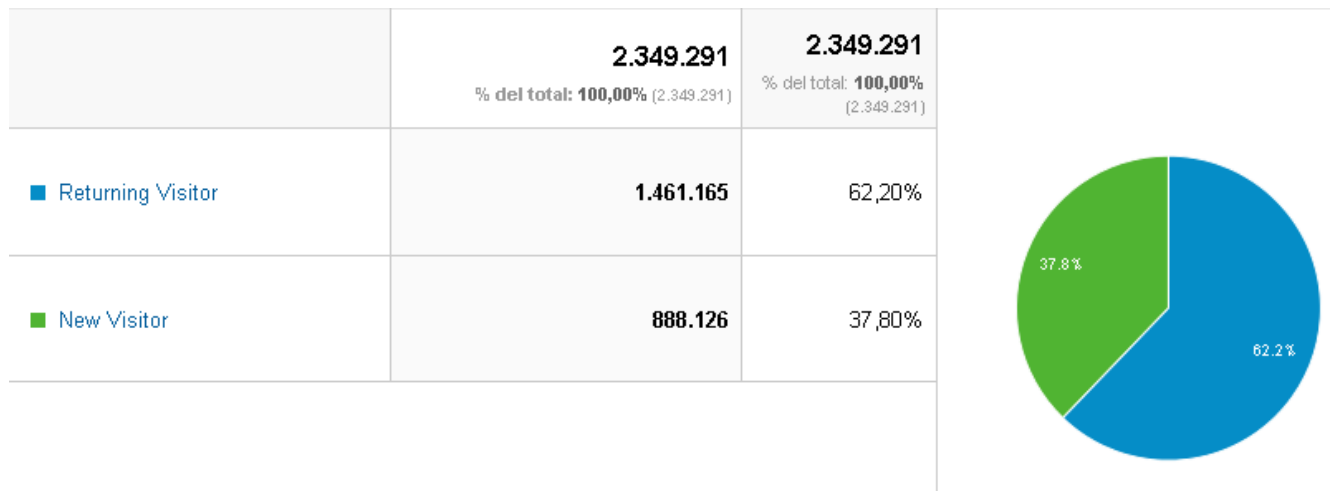 2.349.291
% del total: 100,00% (2.349.291)
2.349.291
% del total: 100,00%
(2.349.291)
Returning Visitor
1.461.165
62,20%
New Visitor
888.126
37,80%
37.8%
62.2%